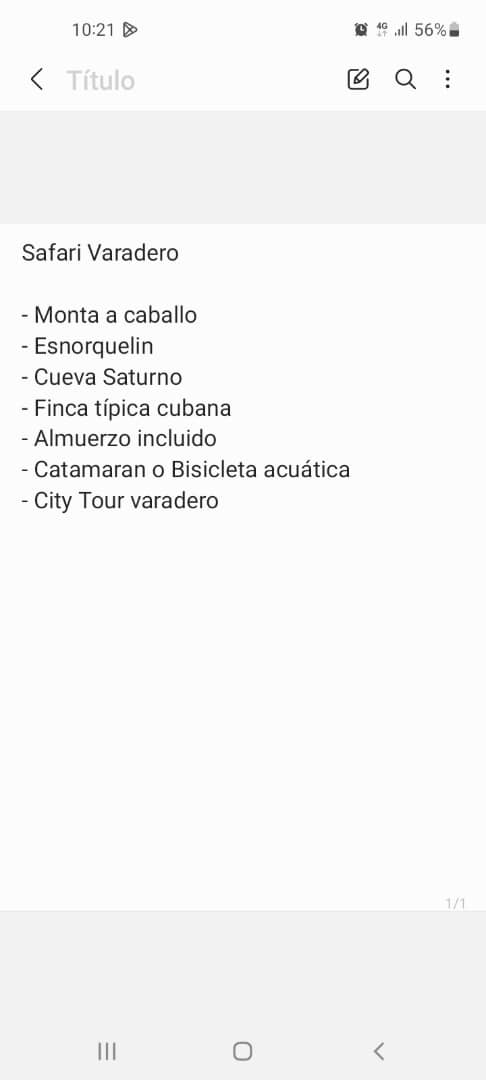 10:21 4G 56%
Título
Safari Varadero
- Monta a caballo
- Esnorquelin
- Cueva Saturno
- Finca típica cubana
- Almuerzo incluido
- Catamaran o Bisicleta acuática
- City Tour varadero
1/1